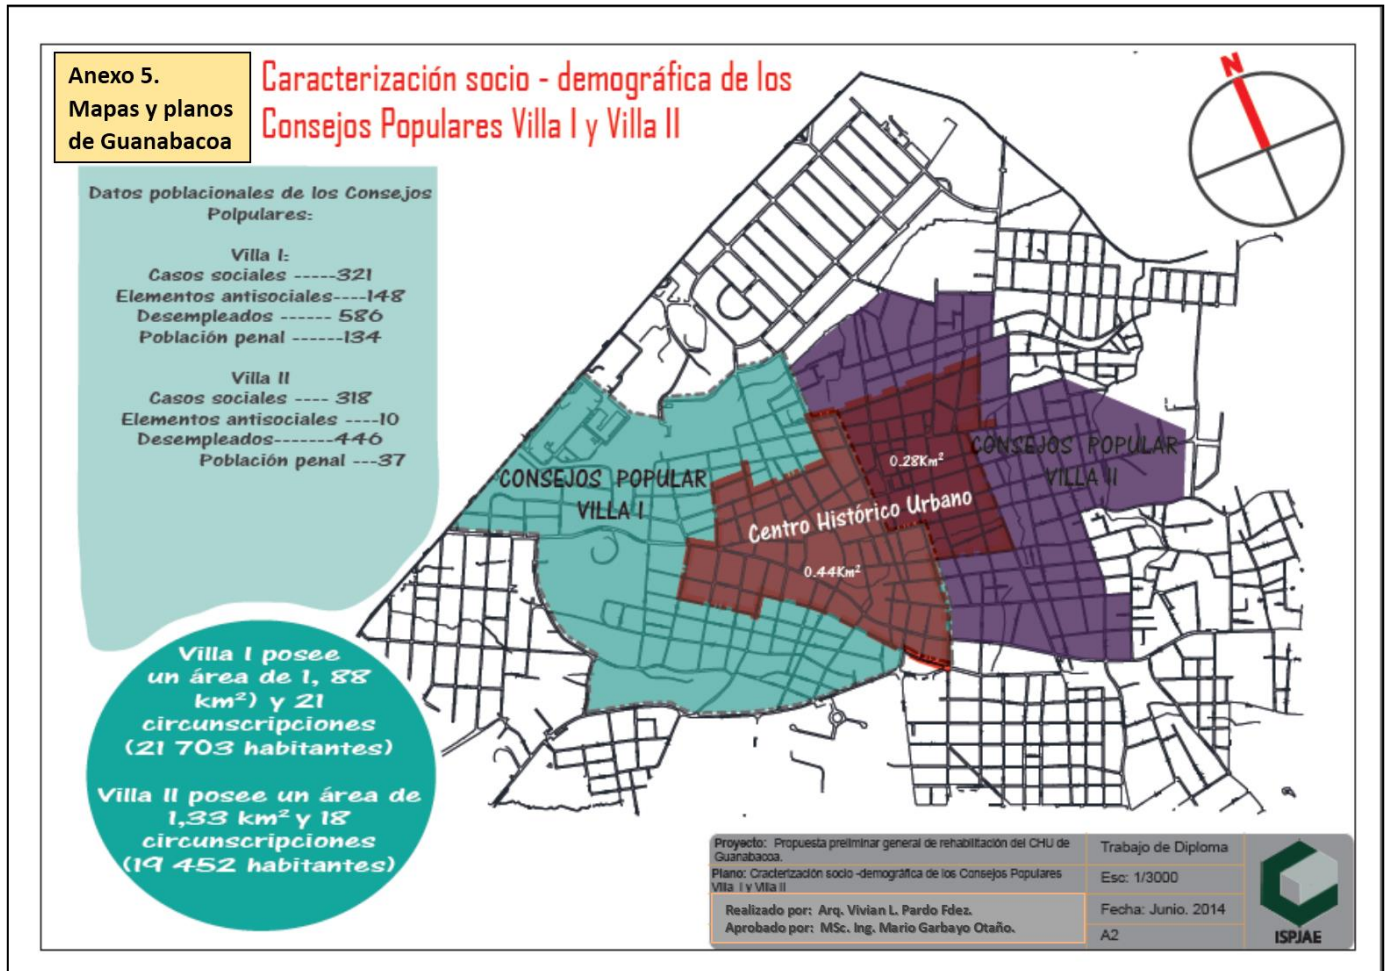 Anexo 5.
Mapas y planos
de Guanabacoa
Caracterización socio - demográfica de los
Consejos Populares Villa I y Villa II
N
Datos poblacionales de los Consejos
Polpulares:
Villa I:
Casos sociales -----321
Elementos antisociales----148
Desempleados ------ 586
Población penal ------134
Villa II
Casos sociales ---- 318
Elementos antisociales ----10
Desempleados-------446
Población penal ---37
CONSEJOS POPULAR
VILLA I
CONSEJOS POPULAR
VILLA II
0.28Km²
Centro Histórico Urbano
0.44Km²
Villa I posee
un área de 1, 88
km²) y 21
circunscripciones
(21 703 habitantes)
Villa II posee un área de
1,33 km² y 18
circunscripciones
(19 452 habitantes)
Proyecto: Propuesta preliminar general de rehabilitación del CHU de
Guanabacoa.
Plano: Cracterización socio -demográfica de los Consejos Populares
Villa I y Villa II
Realizado por: Arq. Vivian L. Pardo Fdez.
Aprobado por: MSc. Ing. Mario Garbayo Otaño.
Trabajo de Diploma
Esc: 1/3000
Fecha: Junio. 2014
A2
ISPJAE